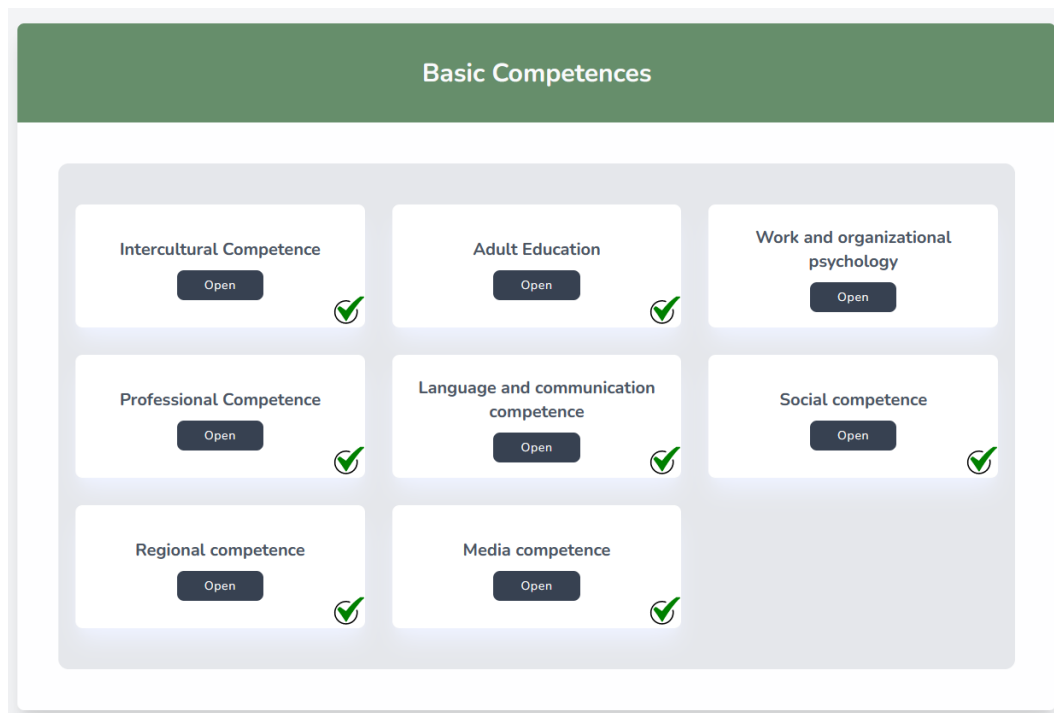 Basic Competences
Intercultural Competence
Open
Adult Education
Open
Work and organizational
psychology
Open
Professional Competence
Open
Language and communication
competence
Open
Social competence
Open
Regional competence
Open
Media competence
Open